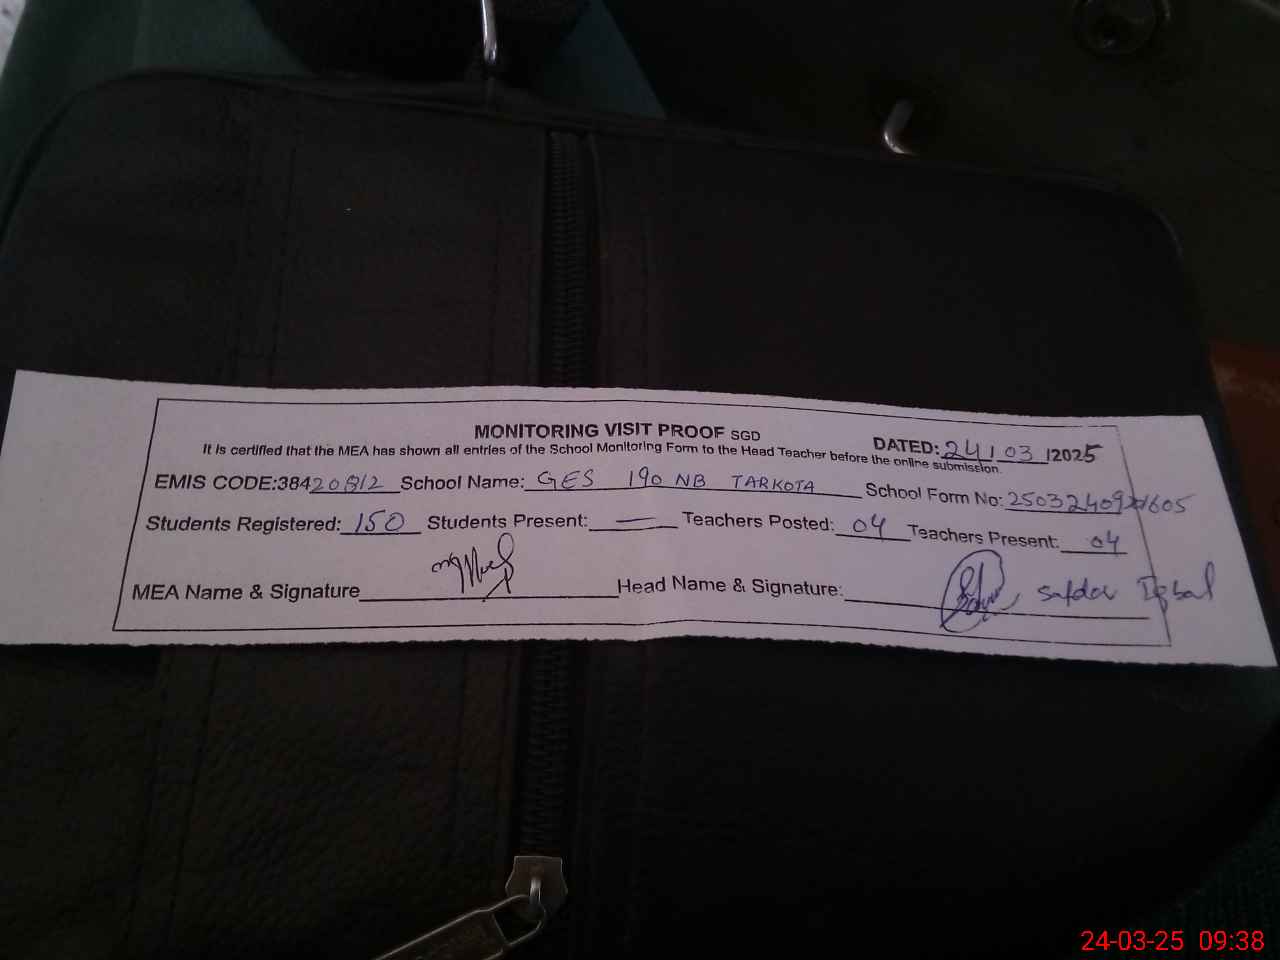 MONITORING VISIT PROOF SGD
DATED: 24/03/2025
It is certified that the MEA has shown all entries of the School Monitoring Form to the Head Teacher before the online submission.
EMIS CODE:38420812 School Name: GES 190 NB TARKOTA School Form No:
Students Registered: 150 Students Present: — Teachers Posted: 04 Teachers Present: 04
MEA Name & Signature Head Name & Signature: Safdar Iqbal
24-03-25 09:38